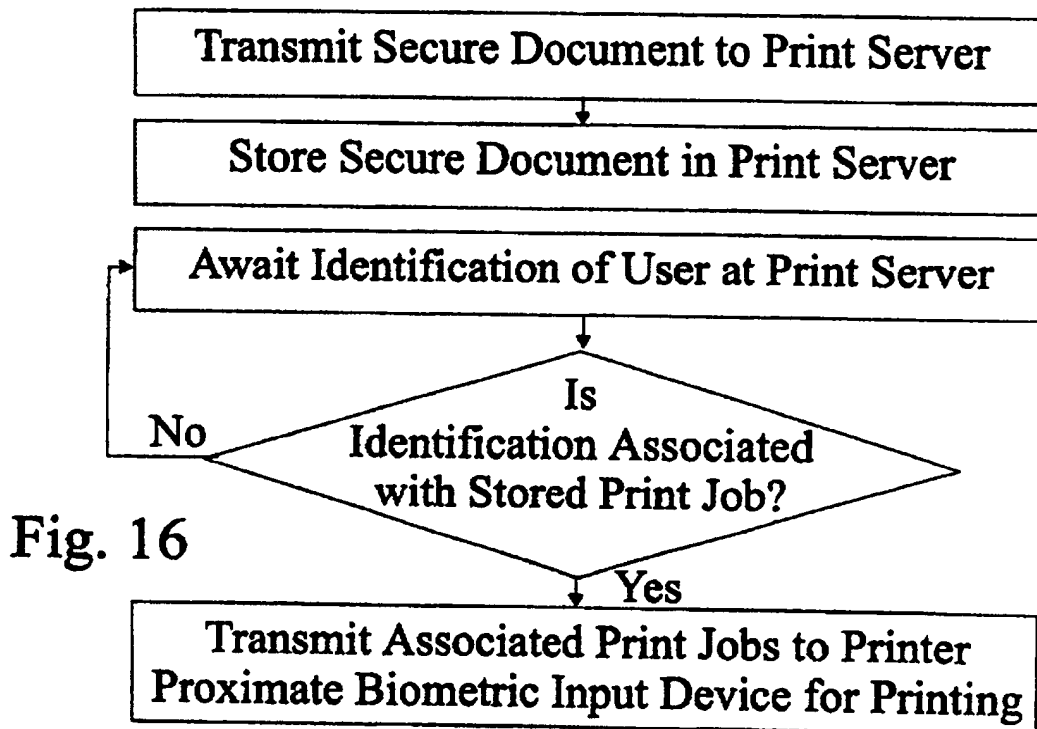 Transmit Secure Document to Print Server
Store Secure Document in Print Server
Await Identification of User at Print Server
Is
Identification Associated
with Stored Print Job?
No
Fig. 16
Yes
Transmit Associated Print Jobs to Printer
Proximate Biometric Input Device for Printing